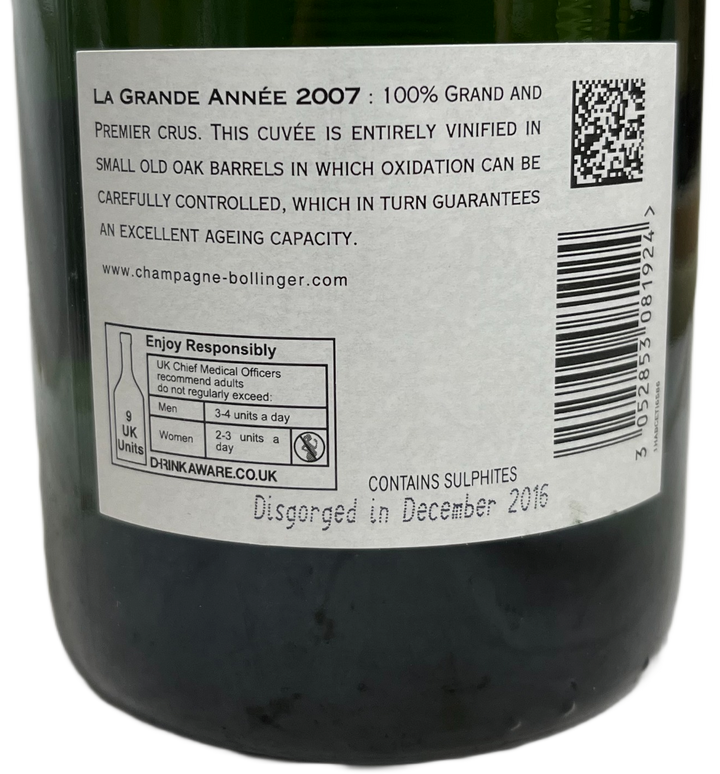 LA GRANDE ANNÉE 2007 : 100% GRAND AND
PREMIER CRUS. THIS CUVÉE IS ENTIRELY VINIFIED IN
SMALL OLD OAK BARRELS IN WHICH OXIDATION CAN BE
CAREFULLY CONTROLLED, WHICH IN TURN GUARANTEES
AN EXCELLENT AGEING CAPACITY.
www.champagne-bollinger.com
Enjoy Responsibly
UK Chief Medical Officers
recommend adults
do not regularly exceed:
Men 3-4 units a day
Women 2-3 units a
day
9
UK
Units
DRINKAWARE.CO.UK
CONTAINS SULPHITES
Disgorged in December 2016
3 052853 081924 >